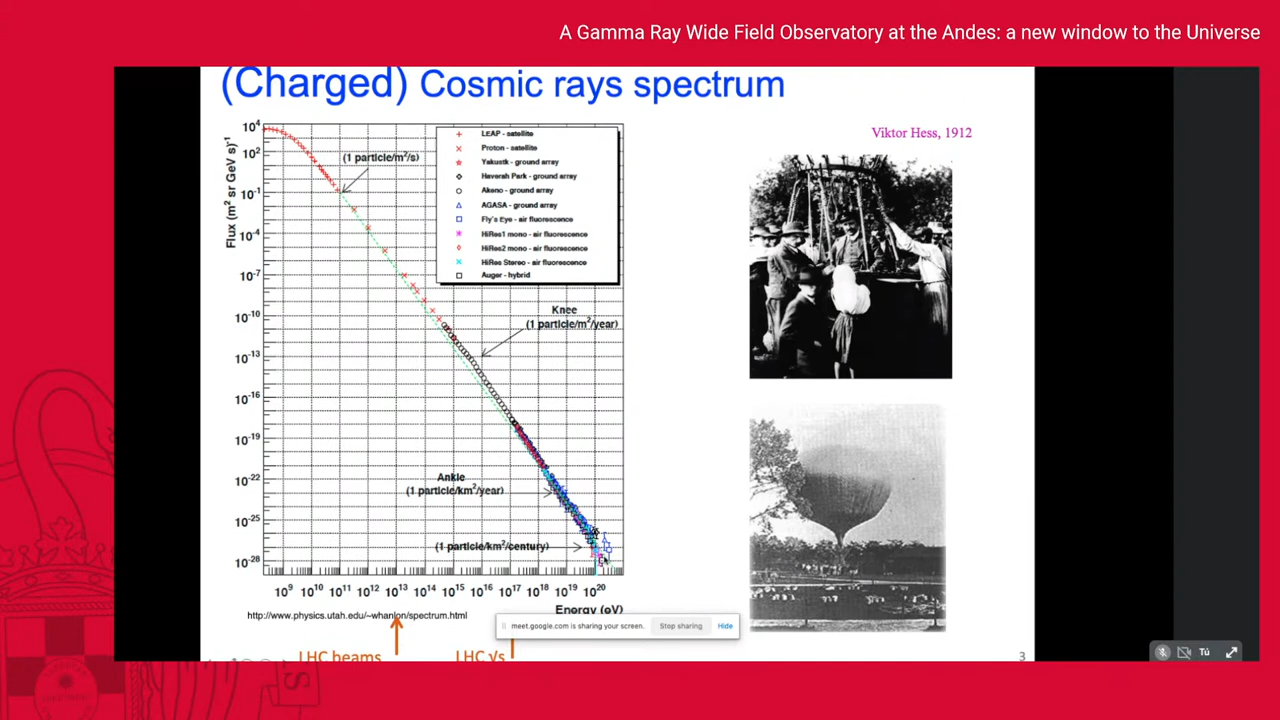 A Gamma Ray Wide Field Observatory at the Andes: a new window to the Universe
(Charged) Cosmic rays spectrum
Viktor Hess, 1912
Flux (m² sr GeV s)⁻¹
10⁴
10²
10⁻¹
10⁻⁴
10⁻⁷
10⁻¹⁰
10⁻¹³
10⁻¹⁶
10⁻¹⁹
10⁻²²
10⁻²⁵
10⁻²⁸
(1 particle/m²/s)
LEAP - satellite
Proton - satellite
Yakustk - ground array
Haverah Park - ground array
Akeno - ground array
AGASA - ground array
Fly's Eye - air fluorescence
HiRes1 mono - air fluorescence
HiRes2 mono - air fluorescence
HiRes Stereo - air fluorescence
Auger - hybrid
Knee
(1 particle/m²/year)
Ankle
(1 particle/km²/year)
(1 particle/km²/century)
10⁹ 10¹⁰ 10¹¹ 10¹² 10¹³ 10¹⁴ 10¹⁵ 10¹⁶ 10¹⁷ 10¹⁸ 10¹⁹ 10²⁰
Energy (eV)
http://www.physics.utah.edu/~whanlon/spectrum.html
meet.google.com is sharing your screen. Stop sharing Hide
LHC beams
LHC √s
3
Tú